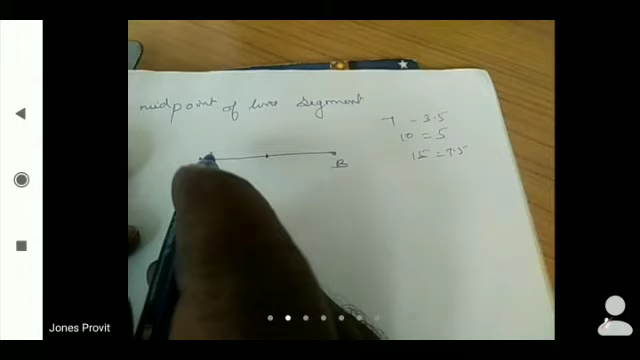 midpoint of line segment
7 - 3.5
10 = 5
15 = 7.5
B
Jones Provit